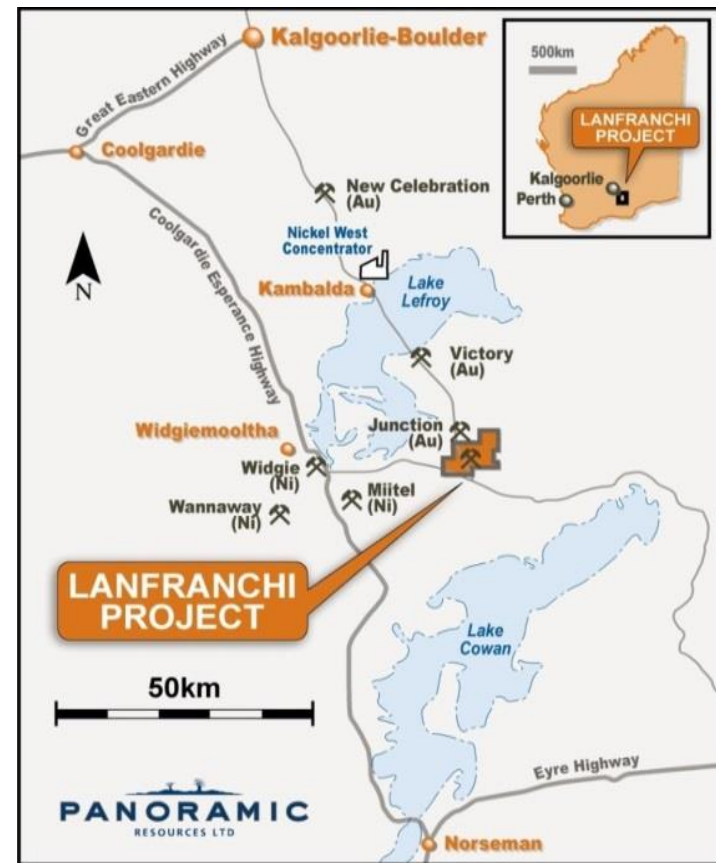 Kalgoorlie-Boulder
Great Eastern Highway
Coolgardie
500km
LANFRANCHI
PROJECT
Kalgoorlie
Perth
New Celebration
(Au)
Nickel West
Concentrator
Coolgardie Esperance Highway
N
Kambalda
Lake
Lefroy
Victory
(Au)
Widgiemooltha
Junction
(Au)
Widgie
(Ni)
Miitel
(Ni)
Wannaway
(Ni)
LANFRANCHI
PROJECT
Lake
Cowan
50km
Eyre Highway
PANORAMIC
RESOURCES LTD
Norseman